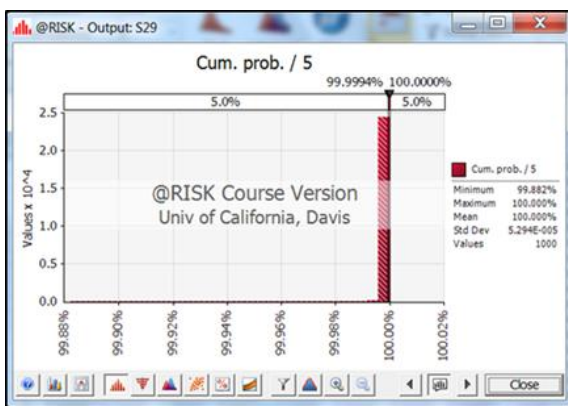 @RISK - Output: S29
Cum. prob. / 5
99.9994% 100.0000%
5.0% 5.0%
2.5
2.0
1.5
1.0
0.5
0.0
Values x 10^4
@RISK Course Version
Univ of California, Davis
99.88%
99.90%
99.92%
99.94%
99.96%
99.98%
100.00%
100.02%
Cum. prob. / 5
Minimum 99.882%
Maximum 100.000%
Mean 100.000%
Std Dev 5.294E-005
Values 1000
Close